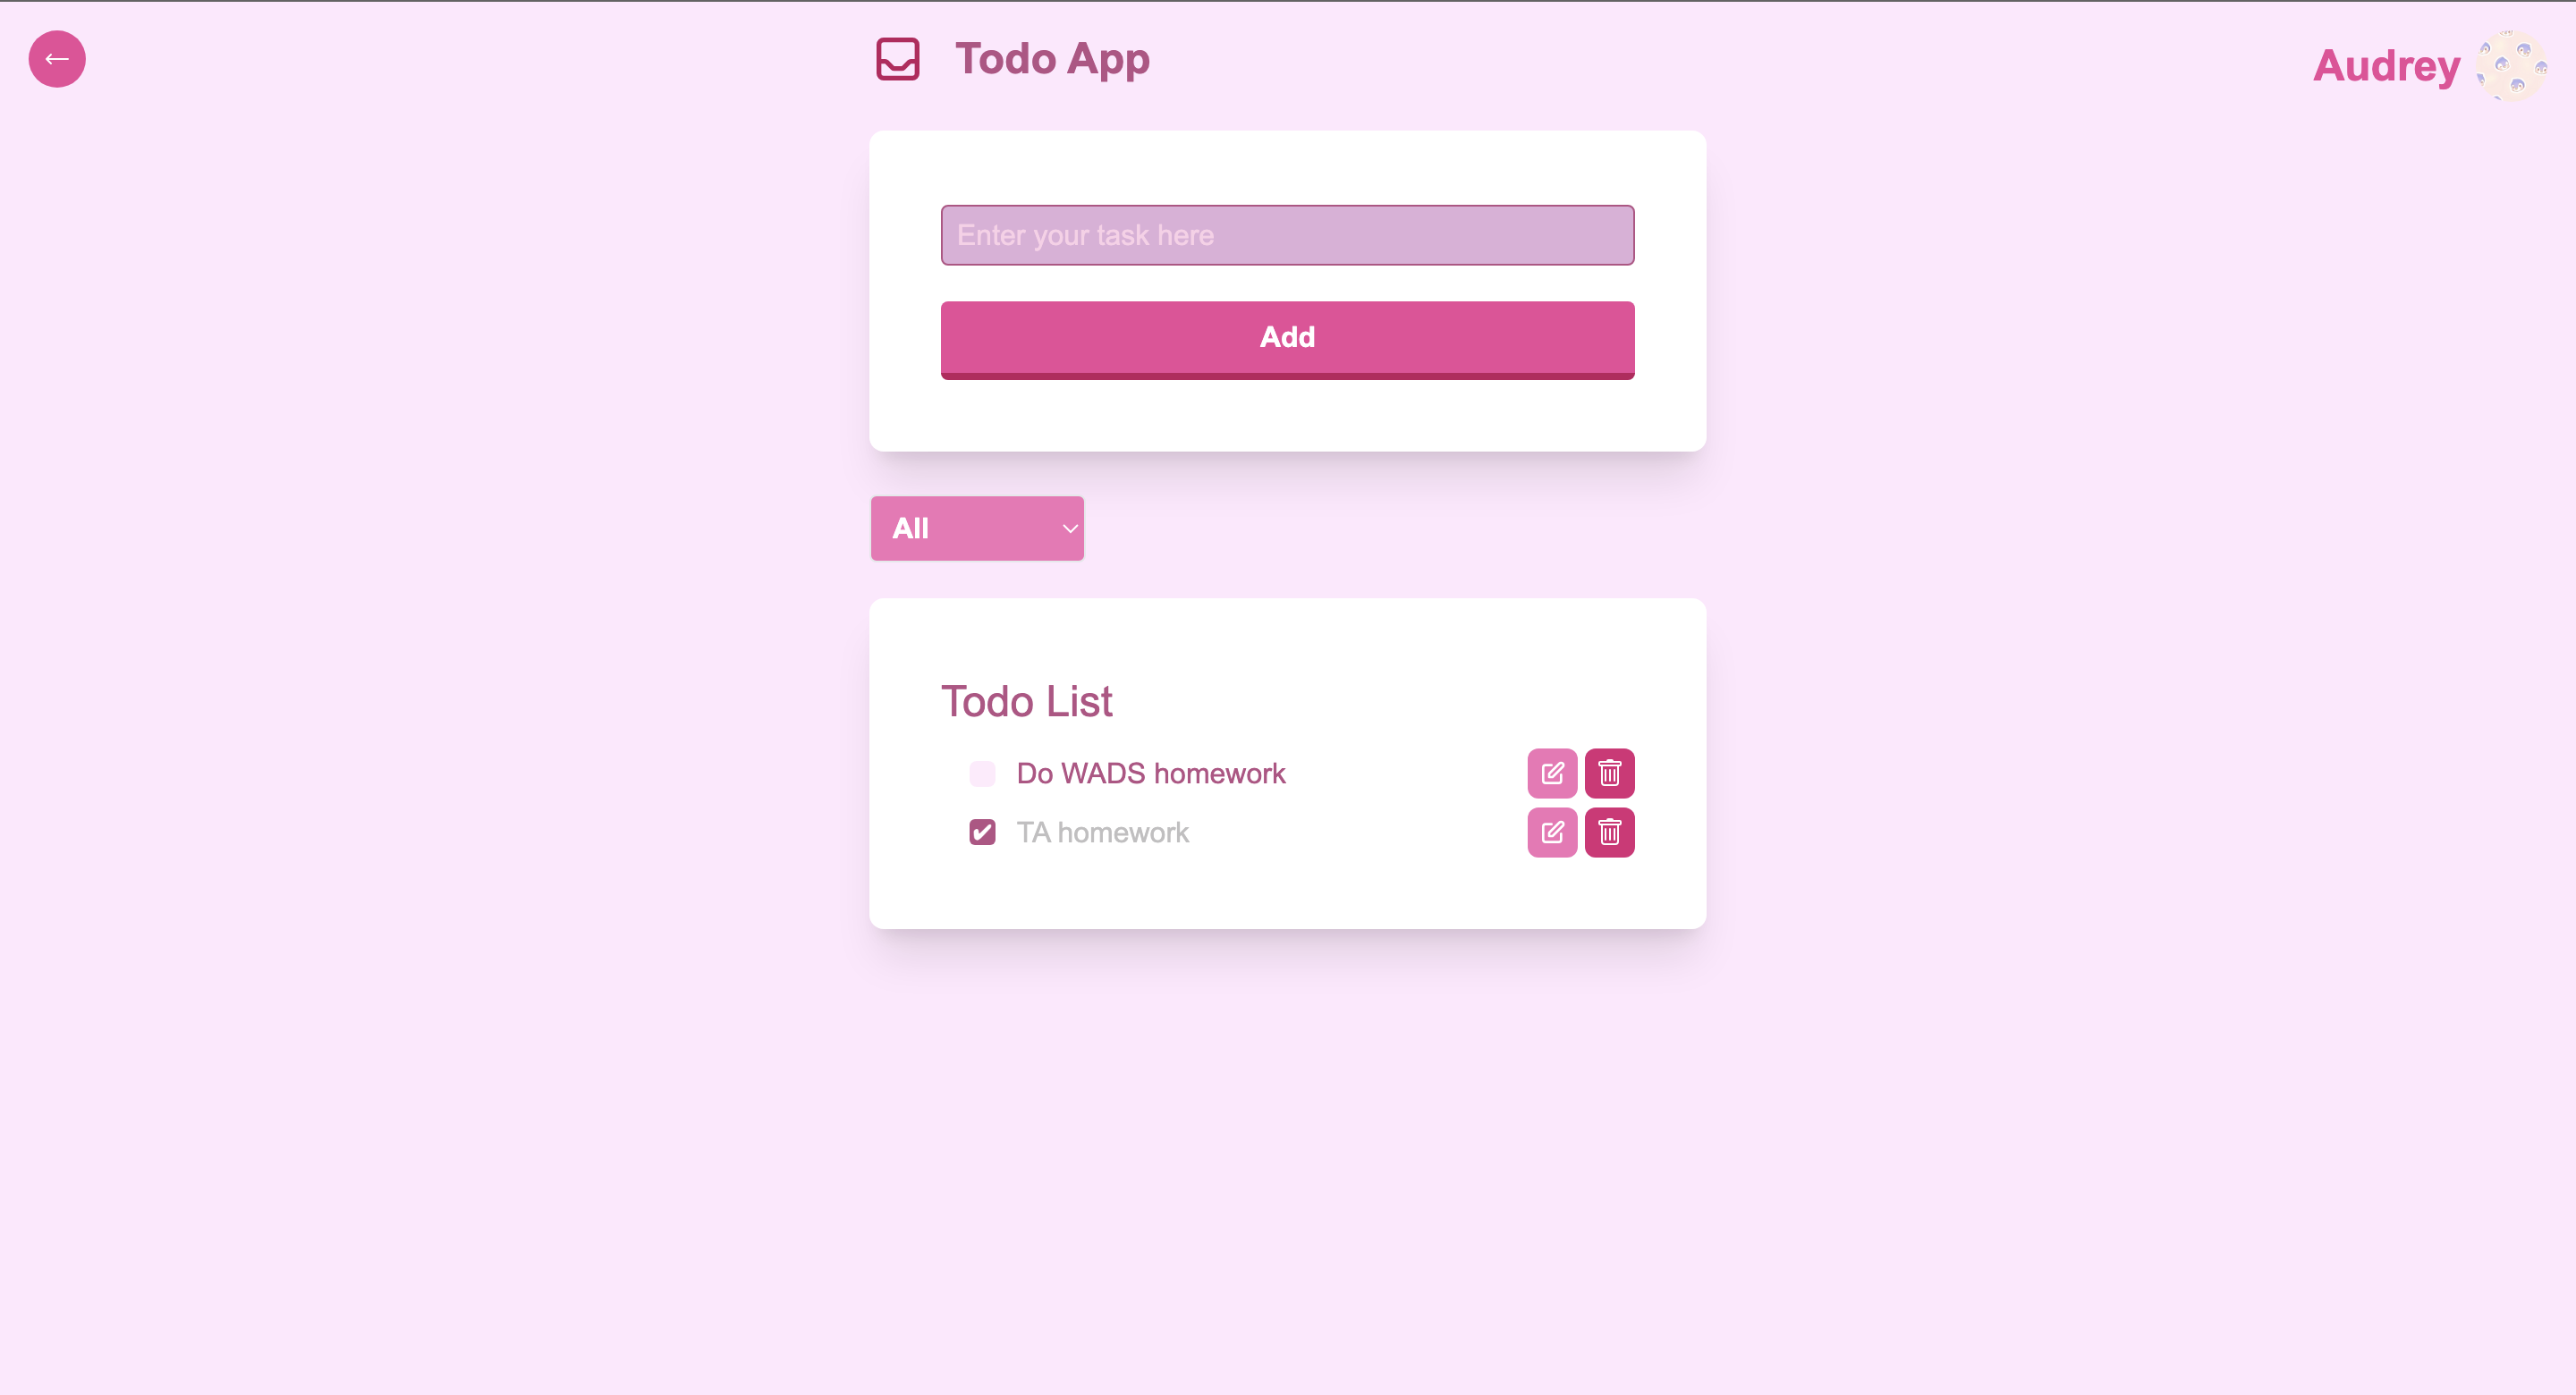 Todo App
Audrey
Enter your task here
Add
All
Todo List
Do WADS homework
TA homework